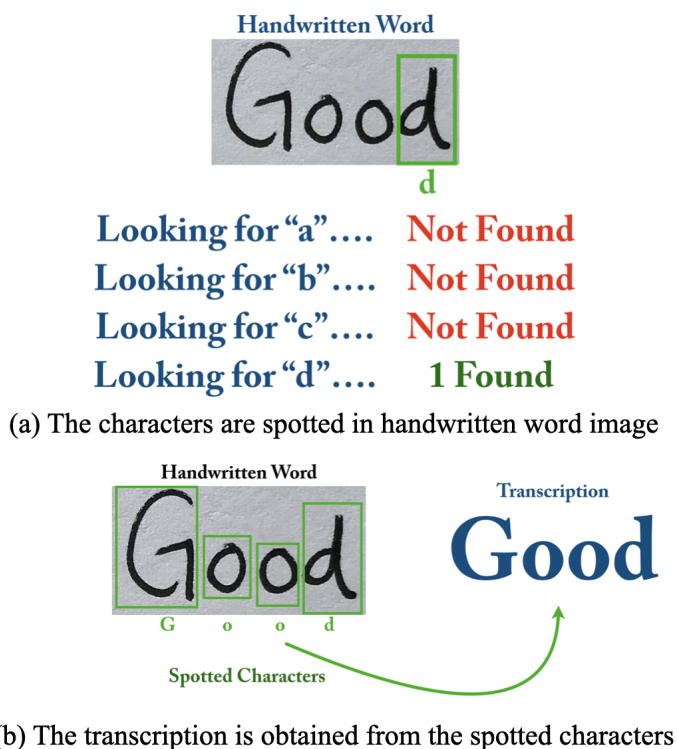 Handwritten Word
Good
d
Looking for “a”.... Not Found
Looking for “b”.... Not Found
Looking for “c”.... Not Found
Looking for “d”.... 1 Found
(a) The characters are spotted in handwritten word image
Handwritten Word
Good
G o o d
Spotted Characters
Transcription
Good
b) The transcription is obtained from the spotted characters